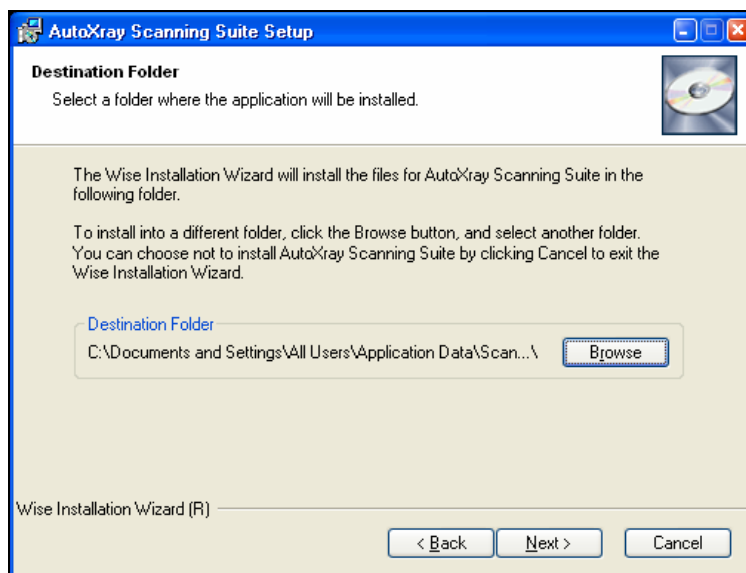 AutoXray Scanning Suite Setup
Destination Folder
Select a folder where the application will be installed.
The Wise Installation Wizard will install the files for AutoXray Scanning Suite in the
following folder.
To install into a different folder, click the Browse button, and select another folder.
You can choose not to install AutoXray Scanning Suite by clicking Cancel to exit the
Wise Installation Wizard.
Destination Folder
C:\Documents and Settings\All Users\Application Data\Scan...\ Browse
Wise Installation Wizard (R)
< Back Next > Cancel